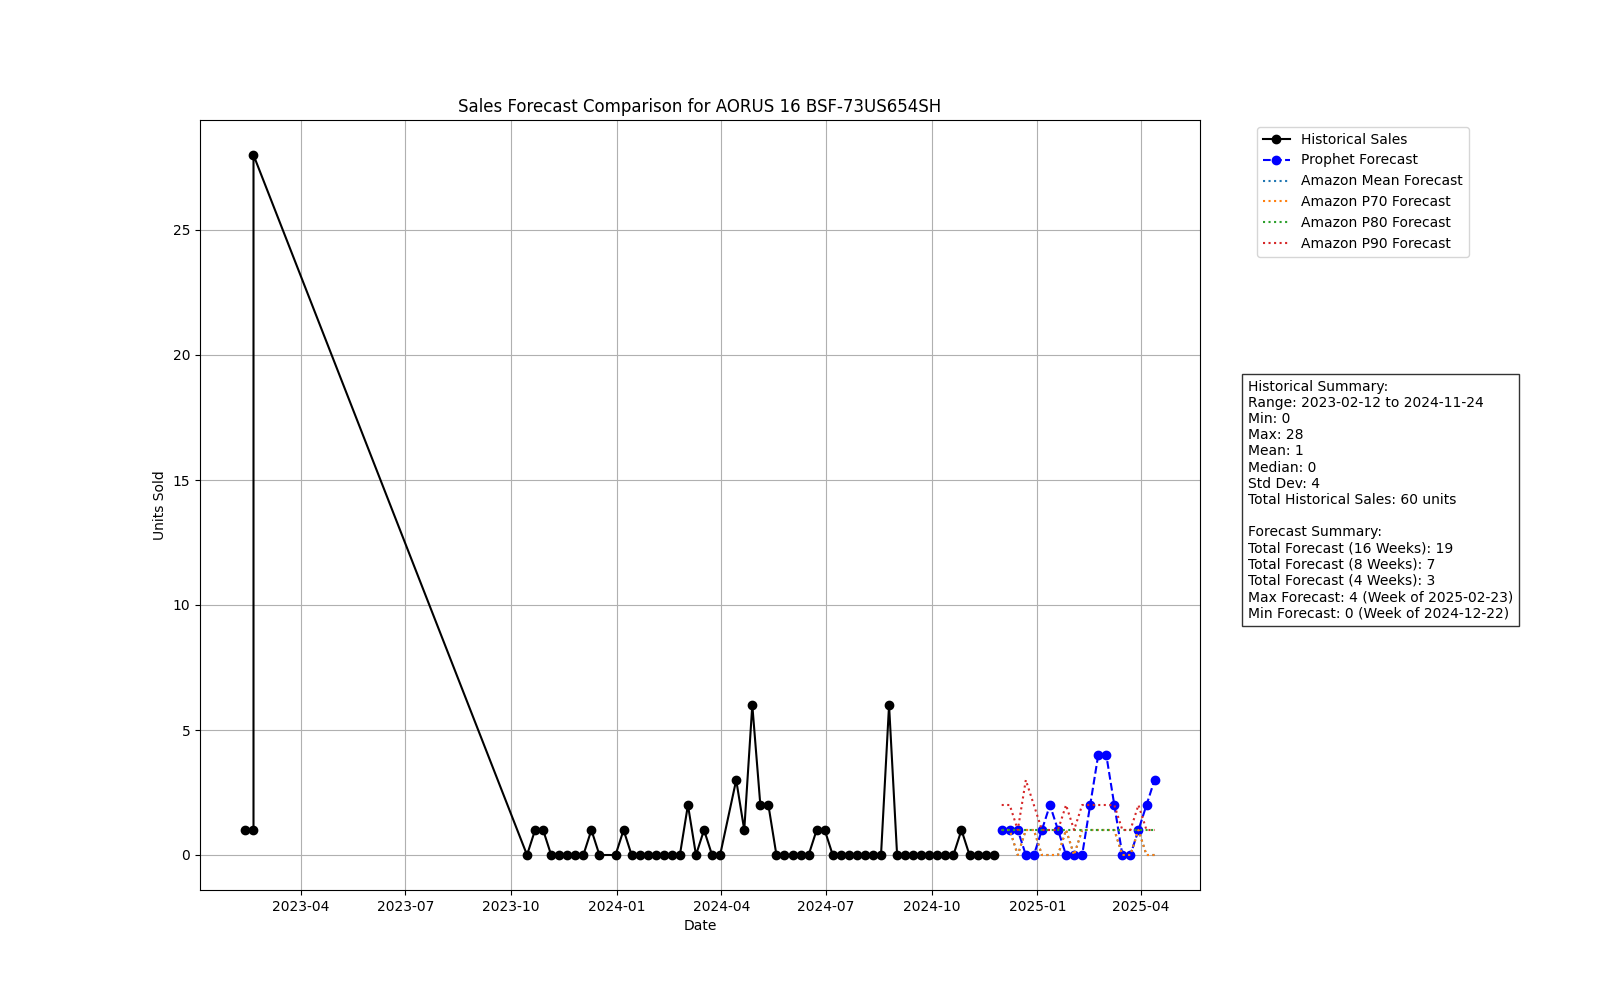 Sales Forecast Comparison for AORUS 16 BSF-73US654SH
Historical Sales
Prophet Forecast
Amazon Mean Forecast
Amazon P70 Forecast
Amazon P80 Forecast
Amazon P90 Forecast
25
20
15
10
5
0
Units Sold
2023-04
2023-07
2023-10
2024-01
2024-04
2024-07
2024-10
2025-01
2025-04
Date
Historical Summary:
Range: 2023-02-12 to 2024-11-24
Min: 0
Max: 28
Mean: 1
Median: 0
Std Dev: 4
Total Historical Sales: 60 units
Forecast Summary:
Total Forecast (16 Weeks): 19
Total Forecast (8 Weeks): 7
Total Forecast (4 Weeks): 3
Max Forecast: 4 (Week of 2025-02-23)
Min Forecast: 0 (Week of 2024-12-22)